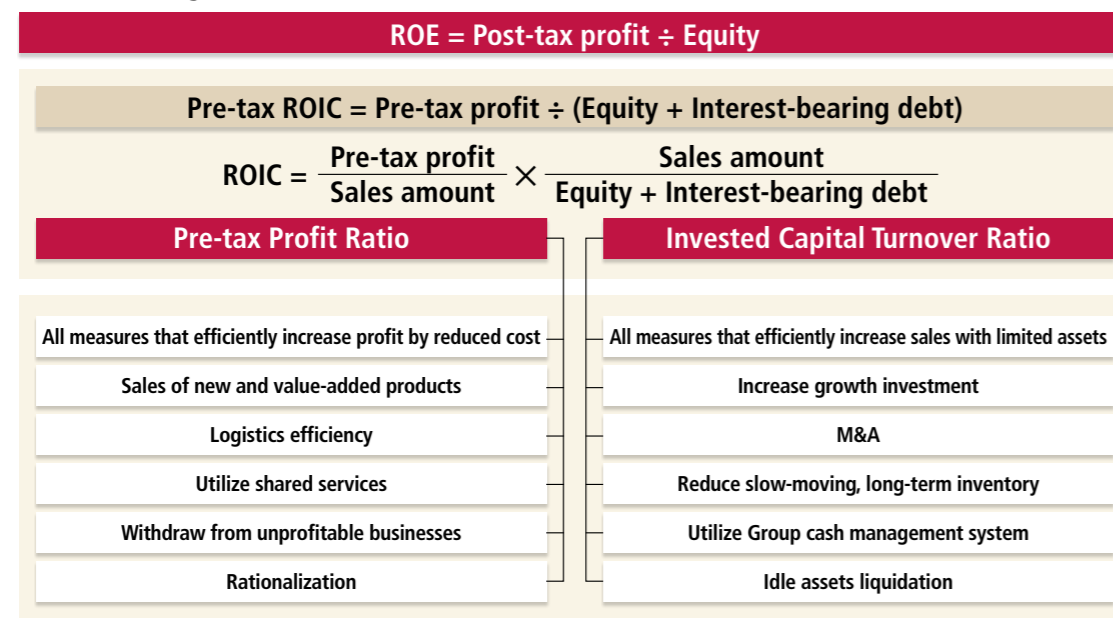 ROE = Post-tax profit ÷ Equity
Pre-tax ROIC = Pre-tax profit ÷ (Equity + Interest-bearing debt)
ROIC = Pre-tax profit / Sales amount × Sales amount / Equity + Interest-bearing debt
Pre-tax Profit Ratio
All measures that efficiently increase profit by reduced cost
Sales of new and value-added products
Logistics efficiency
Utilize shared services
Withdraw from unprofitable businesses
Rationalization
Invested Capital Turnover Ratio
All measures that efficiently increase sales with limited assets
Increase growth investment
M&A
Reduce slow-moving, long-term inventory
Utilize Group cash management system
Idle assets liquidation